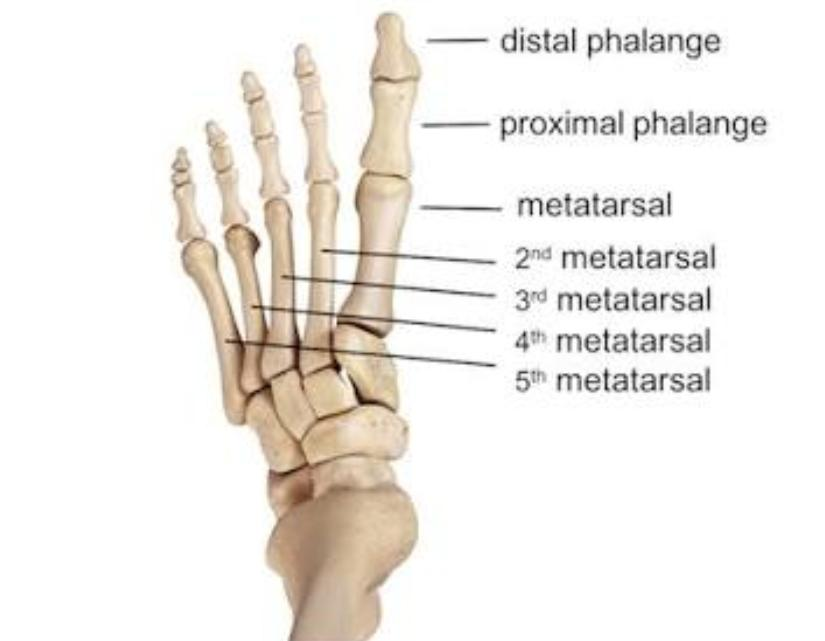 distal phalange
proximal phalange
metatarsal
2nd metatarsal
3rd metatarsal
4th metatarsal
5th metatarsal